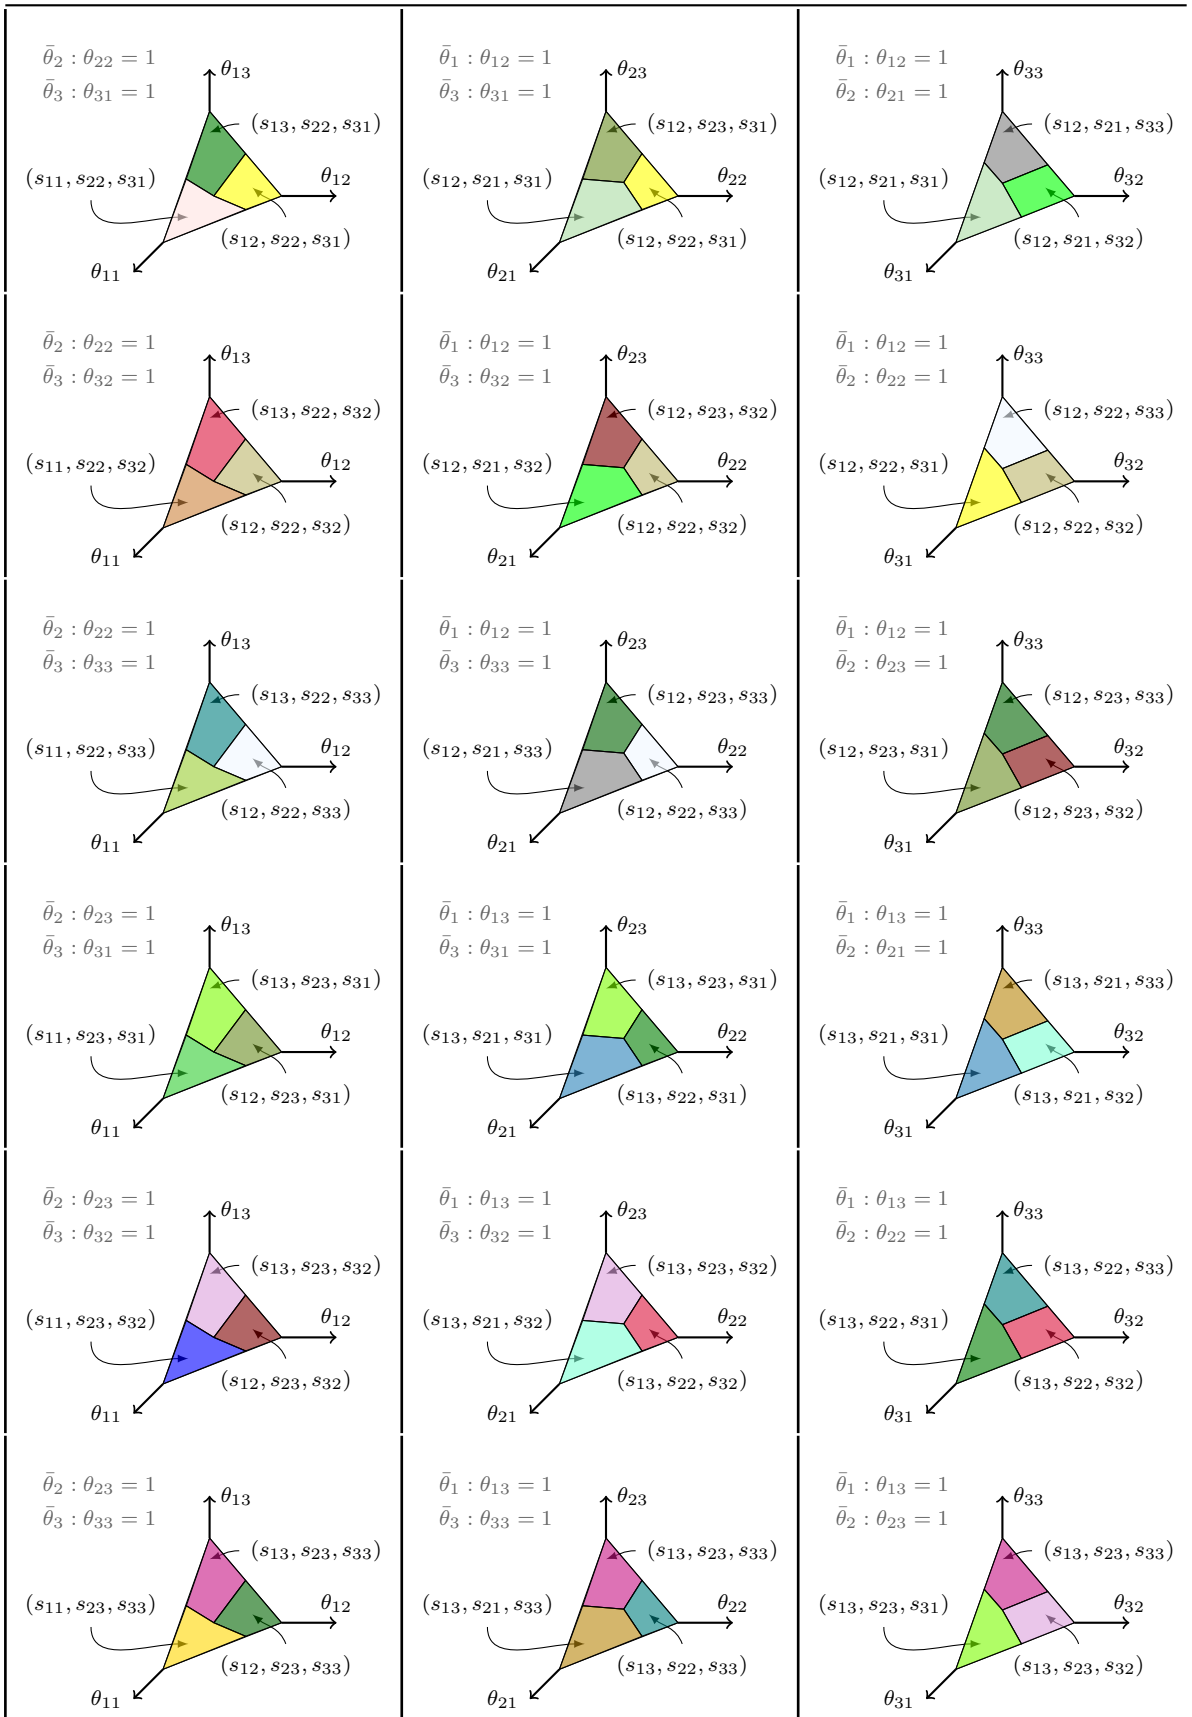 θ̄₂ : θ₂₂ = 1
θ̄₃ : θ₃₁ = 1
θ₁₃
(s₁₃, s₂₂, s₃₁)
(s₁₁, s₂₂, s₃₁)
θ₁₂
(s₁₂, s₂₂, s₃₁)
θ₁₁
θ̄₁ : θ₁₂ = 1
θ̄₃ : θ₃₁ = 1
θ₂₃
(s₁₂, s₂₃, s₃₁)
(s₁₂, s₂₁, s₃₁)
θ₂₂
(s₁₂, s₂₂, s₃₁)
θ₂₁
θ̄₁ : θ₁₂ = 1
θ̄₂ : θ₂₁ = 1
θ₃₃
(s₁₂, s₂₁, s₃₃)
(s₁₂, s₂₁, s₃₁)
θ₃₂
(s₁₂, s₂₁, s₃₂)
θ₃₁
θ̄₂ : θ₂₂ = 1
θ̄₃ : θ₃₂ = 1
θ₁₃
(s₁₃, s₂₂, s₃₂)
(s₁₁, s₂₂, s₃₂)
θ₁₂
(s₁₂, s₂₂, s₃₂)
θ₁₁
θ̄₁ : θ₁₂ = 1
θ̄₃ : θ₃₂ = 1
θ₂₃
(s₁₂, s₂₃, s₃₂)
(s₁₂, s₂₁, s₃₂)
θ₂₂
(s₁₂, s₂₂, s₃₂)
θ₂₁
θ̄₁ : θ₁₂ = 1
θ̄₂ : θ₂₂ = 1
θ₃₃
(s₁₂, s₂₂, s₃₃)
(s₁₂, s₂₂, s₃₁)
θ₃₂
(s₁₂, s₂₂, s₃₂)
θ₃₁
θ̄₂ : θ₂₂ = 1
θ̄₃ : θ₃₃ = 1
θ₁₃
(s₁₃, s₂₂, s₃₃)
(s₁₁, s₂₂, s₃₃)
θ₁₂
(s₁₂, s₂₂, s₃₃)
θ₁₁
θ̄₁ : θ₁₂ = 1
θ̄₃ : θ₃₃ = 1
θ₂₃
(s₁₂, s₂₃, s₃₃)
(s₁₂, s₂₁, s₃₃)
θ₂₂
(s₁₂, s₂₂, s₃₃)
θ₂₁
θ̄₁ : θ₁₂ = 1
θ̄₂ : θ₂₃ = 1
θ₃₃
(s₁₂, s₂₃, s₃₃)
(s₁₂, s₂₃, s₃₁)
θ₃₂
(s₁₂, s₂₃, s₃₂)
θ₃₁
θ̄₂ : θ₂₃ = 1
θ̄₃ : θ₃₁ = 1
θ₁₃
(s₁₃, s₂₃, s₃₁)
(s₁₁, s₂₃, s₃₁)
θ₁₂
(s₁₂, s₂₃, s₃₁)
θ₁₁
θ̄₁ : θ₁₃ = 1
θ̄₃ : θ₃₁ = 1
θ₂₃
(s₁₃, s₂₃, s₃₁)
(s₁₃, s₂₁, s₃₁)
θ₂₂
(s₁₃, s₂₂, s₃₁)
θ₂₁
θ̄₁ : θ₁₃ = 1
θ̄₂ : θ₂₁ = 1
θ₃₃
(s₁₃, s₂₁, s₃₃)
(s₁₃, s₂₁, s₃₁)
θ₃₂
(s₁₃, s₂₁, s₃₂)
θ₃₁
θ̄₂ : θ₂₃ = 1
θ̄₃ : θ₃₂ = 1
θ₁₃
(s₁₃, s₂₃, s₃₂)
(s₁₁, s₂₃, s₃₂)
θ₁₂
(s₁₂, s₂₃, s₃₂)
θ₁₁
θ̄₁ : θ₁₃ = 1
θ̄₃ : θ₃₂ = 1
θ₂₃
(s₁₃, s₂₃, s₃₂)
(s₁₃, s₂₁, s₃₂)
θ₂₂
(s₁₃, s₂₂, s₃₂)
θ₂₁
θ̄₁ : θ₁₃ = 1
θ̄₂ : θ₂₂ = 1
θ₃₃
(s₁₃, s₂₂, s₃₃)
(s₁₃, s₂₂, s₃₁)
θ₃₂
(s₁₃, s₂₂, s₃₂)
θ₃₁
θ̄₂ : θ₂₃ = 1
θ̄₃ : θ₃₃ = 1
θ₁₃
(s₁₃, s₂₃, s₃₃)
(s₁₁, s₂₃, s₃₃)
θ₁₂
(s₁₂, s₂₃, s₃₃)
θ₁₁
θ̄₁ : θ₁₃ = 1
θ̄₃ : θ₃₃ = 1
θ₂₃
(s₁₃, s₂₃, s₃₃)
(s₁₃, s₂₁, s₃₃)
θ₂₂
(s₁₃, s₂₂, s₃₃)
θ₂₁
θ̄₁ : θ₁₃ = 1
θ̄₂ : θ₂₃ = 1
θ₃₃
(s₁₃, s₂₃, s₃₃)
(s₁₃, s₂₃, s₃₁)
θ₃₂
(s₁₃, s₂₃, s₃₂)
θ₃₁